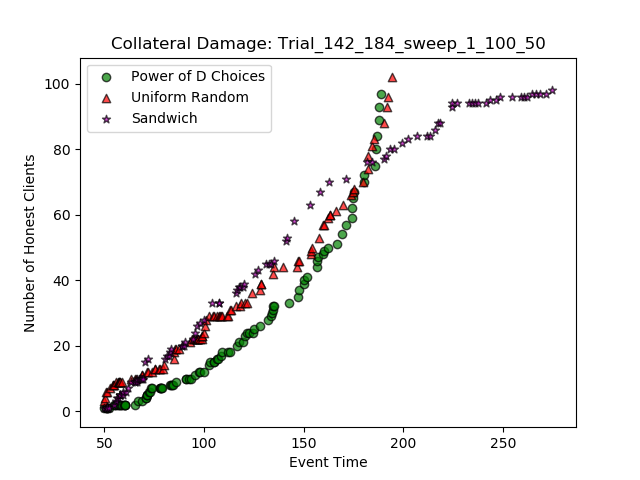 Collateral Damage: Trial_142_184_sweep_1_100_50
Power of D Choices
Uniform Random
Sandwich
Number of Honest Clients
100
80
60
40
20
0
50
100
150
200
250
Event Time